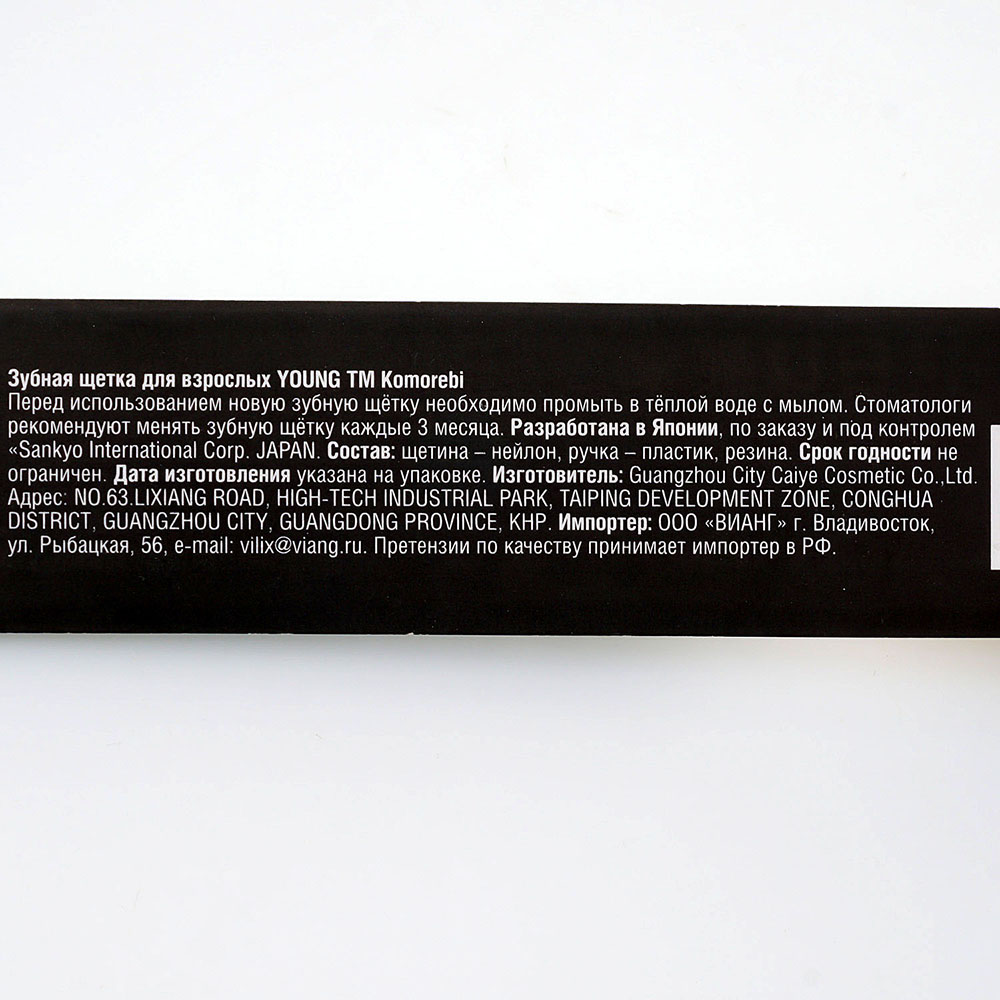 Зубная щетка для взрослых YOUNG TM Komorebi
Перед использованием новую зубную щётку необходимо промыть в тёплой воде с мылом. Стоматологи
рекомендуют менять зубную щётку каждые 3 месяца. Разработана в Японии, по заказу и под контролем
«Sankyo International Corp. JAPAN. Состав: щетина – нейлон, ручка – пластик, резина. Срок годности не
ограничен. Дата изготовления указана на упаковке. Изготовитель: Guangzhou City Caiye Cosmetic Co.,Ltd.
Адрес: NO.63.LIXIANG ROAD, HIGH-TECH INDUSTRIAL PARK, TAIPING DEVELOPMENT ZONE, CONGHUA
DISTRICT, GUANGZHOU CITY, GUANGDONG PROVINCE, КНР. Импортер: ООО «ВИАНГ» г. Владивосток,
ул. Рыбацкая, 56, e-mail: vilix@viang.ru. Претензии по качеству принимает импортер в РФ.